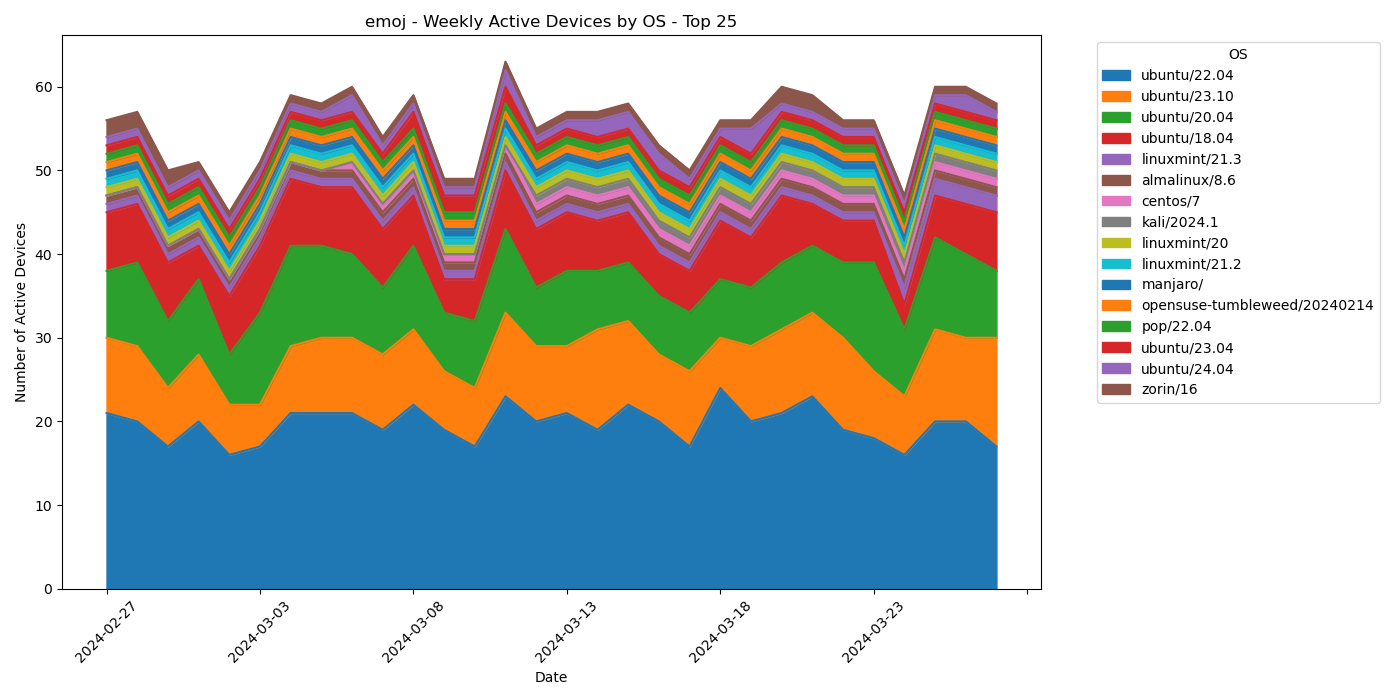 emoj - Weekly Active Devices by OS - Top 25
Number of Active Devices
60
50
40
30
20
10
0
2024-02-27
2024-03-03
2024-03-08
2024-03-13
2024-03-18
2024-03-23
Date
OS
ubuntu/22.04
ubuntu/23.10
ubuntu/20.04
ubuntu/18.04
linuxmint/21.3
almalinux/8.6
centos/7
kali/2024.1
linuxmint/20
linuxmint/21.2
manjaro/
opensuse-tumbleweed/20240214
pop/22.04
ubuntu/23.04
ubuntu/24.04
zorin/16